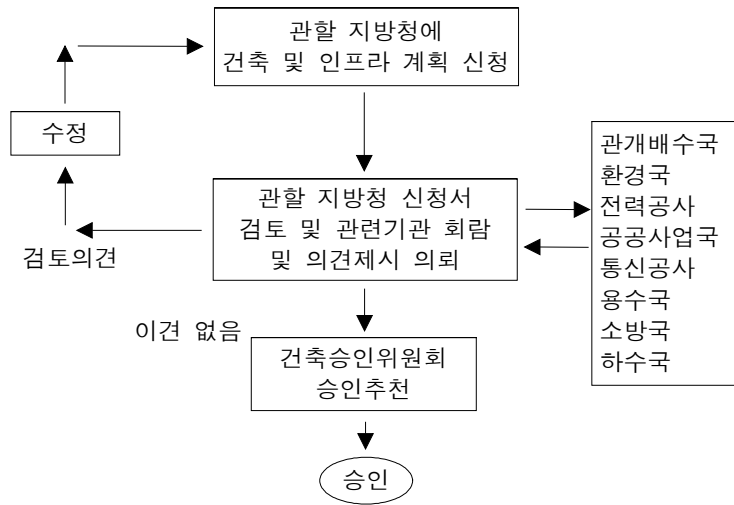 관할 지방청에
건축 및 인프라 계획 신청
수정
관할 지방청 신청서
검토 및 관련기관 회람
및 의견제시 의뢰
관개배수국
환경국
전력공사
공공사업국
통신공사
용수국
소방국
하수국
검토의견
이견 없음
건축승인위원회
승인추천
승인